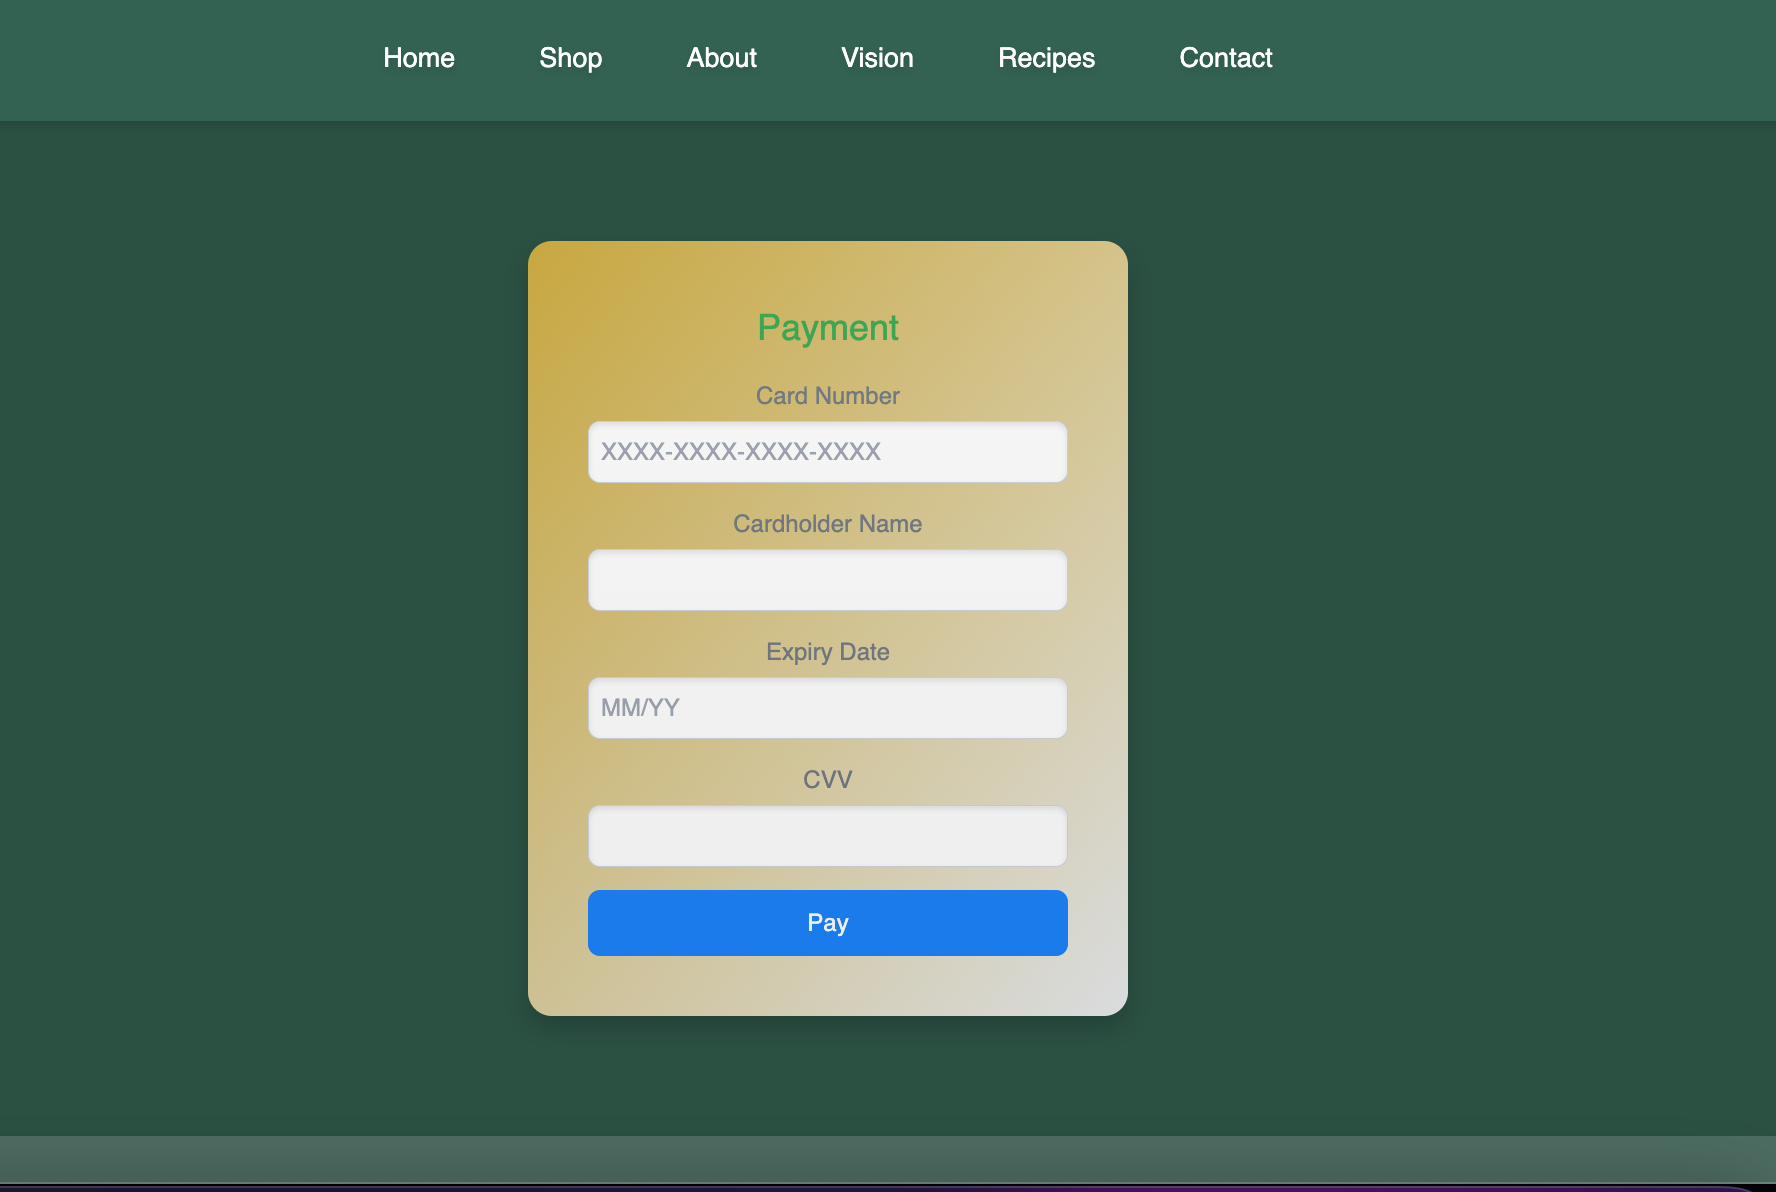 Home Shop About Vision Recipes Contact
Payment
Card Number
XXXX-XXXX-XXXX-XXXX
Cardholder Name
Expiry Date
MM/YY
CVV
Pay